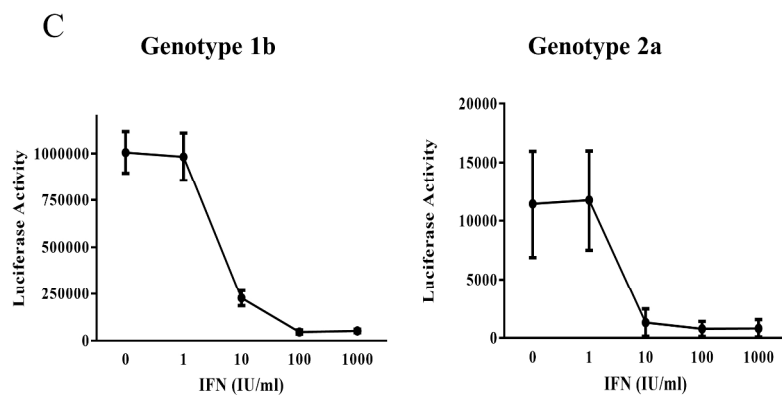 C
Genotype 1b
Luciferase Activity
1000000
750000
500000
250000
0
0 1 10 100 1000
IFN (IU/ml)
Genotype 2a
Luciferase Activity
20000
15000
10000
5000
0
0 1 10 100 1000
IFN (IU/ml)